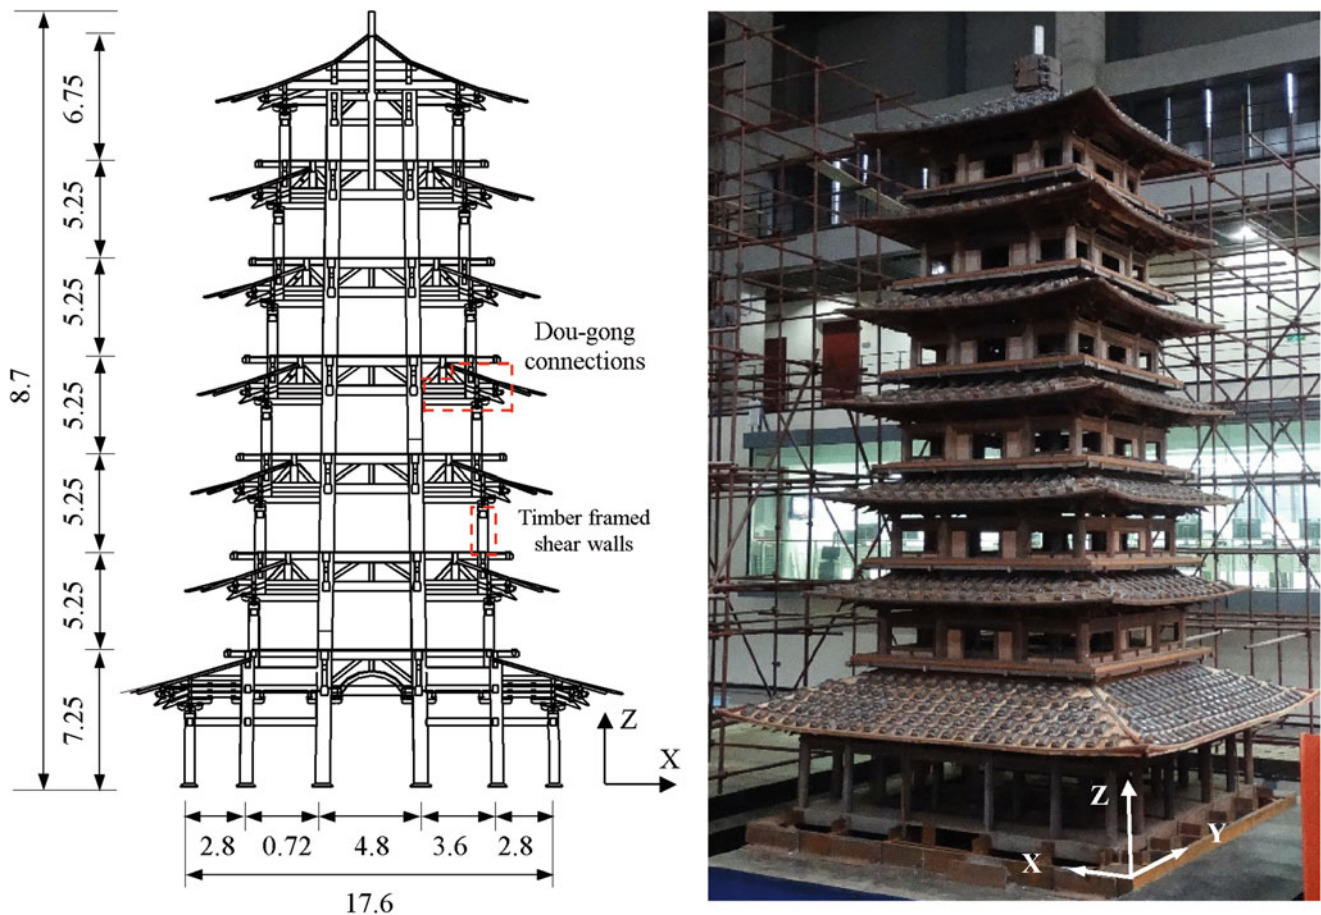 6.75
5.25
5.25
5.25
5.25
5.25
7.25
8.7
Dou-gong
connections
Timber framed
shear walls
Z
X
2.8
0.72
4.8
3.6
2.8
17.6
Z
Y
X